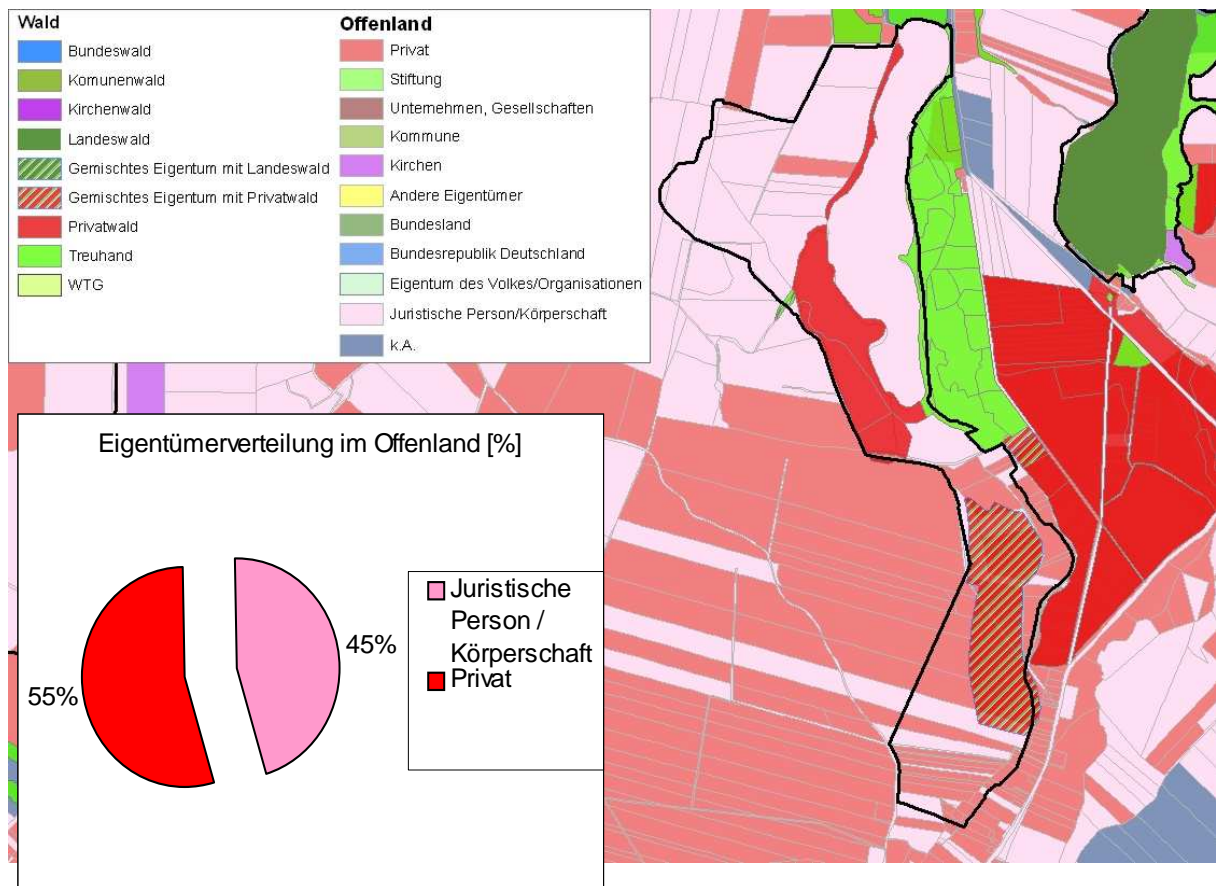 Wald
Bundeswald
Komunenwald
Kirchenwald
Landeswald
Gemischtes Eigentum mit Landeswald
Gemischtes Eigentum mit Privatwald
Privatwald
Treuhand
WTG
Offenland
Privat
Stiftung
Unternehmen, Gesellschaften
Kommune
Kirchen
Andere Eigentümer
Bundesland
Bundesrepublik Deutschland
Eigentum des Volkes/Organisationen
Juristische Person/Körperschaft
k.A.
Eigentümerverteilung im Offenland [%]
55%
45%
Juristische
Person /
Körperschaft
Privat